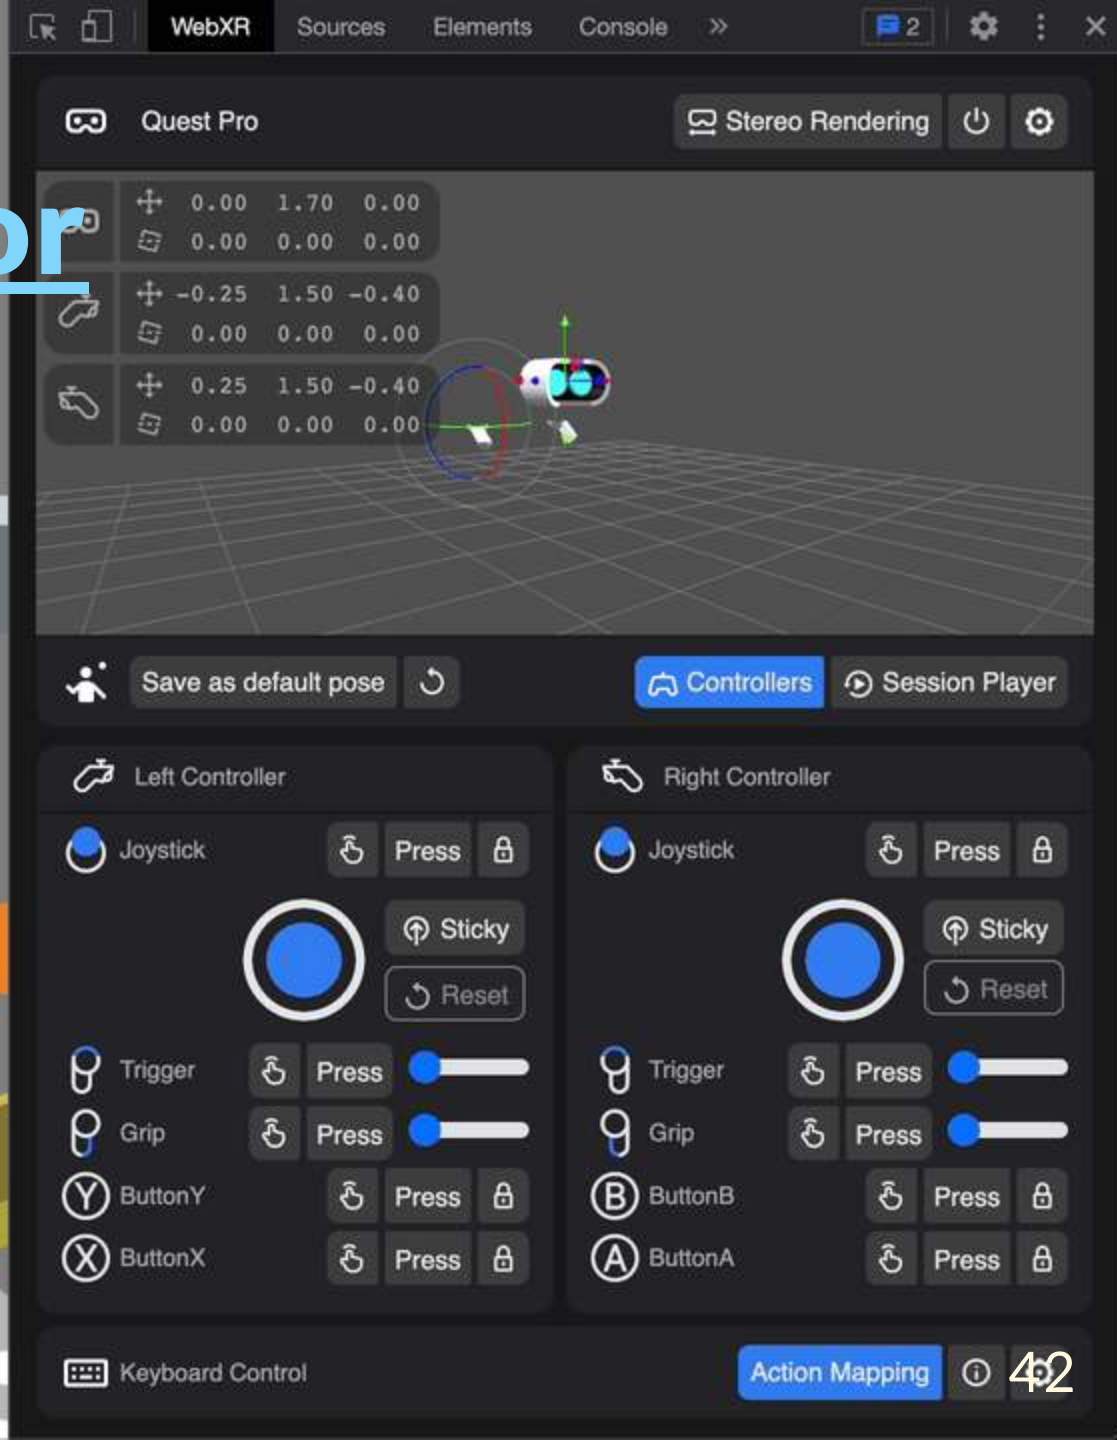 WebXR Sources Elements Console 2
Quest Pro Stereo Rendering
or
0.00 1.70 0.00
0.00 0.00 0.00
-0.25 1.50 -0.40
0.00 0.00 0.00
0.25 1.50 -0.40
0.00 0.00 0.00
Save as default pose Controllers Session Player
Left Controller
Joystick Press
Sticky
Reset
Trigger Press
Grip Press
Y ButtonY Press
X ButtonX Press
Right Controller
Joystick Press
Sticky
Reset
Trigger Press
Grip Press
B ButtonB Press
A ButtonA Press
Keyboard Control Action Mapping 42